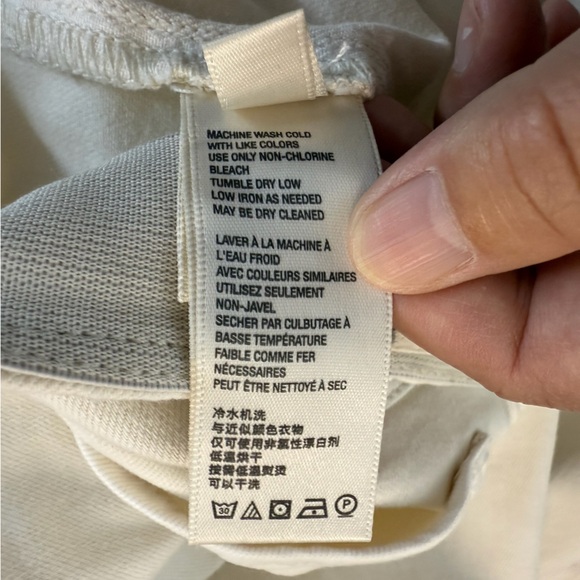 MACHINE WASH COLD
WITH LIKE COLORS
USE ONLY NON-CHLORINE
BLEACH
TUMBLE DRY LOW
LOW IRON AS NEEDED
MAY BE DRY CLEANED
LAVER À LA MACHINE À
L'EAU FROID
AVEC COULEURS SIMILAIRES
UTILISEZ SEULEMENT
NON-JAVEL
SECHER PAR CULBUTAGE À
BASSE TEMPÉRATURE
FAIBLE COMME FER
NÉCESSAIRE
PEUT ÊTRE NETTOYÉ À SEC
冷水机洗
与近似颜色衣物
仅可使用非氯性漂白剂
低温烘干
按需低温熨烫
可以干洗
30 P